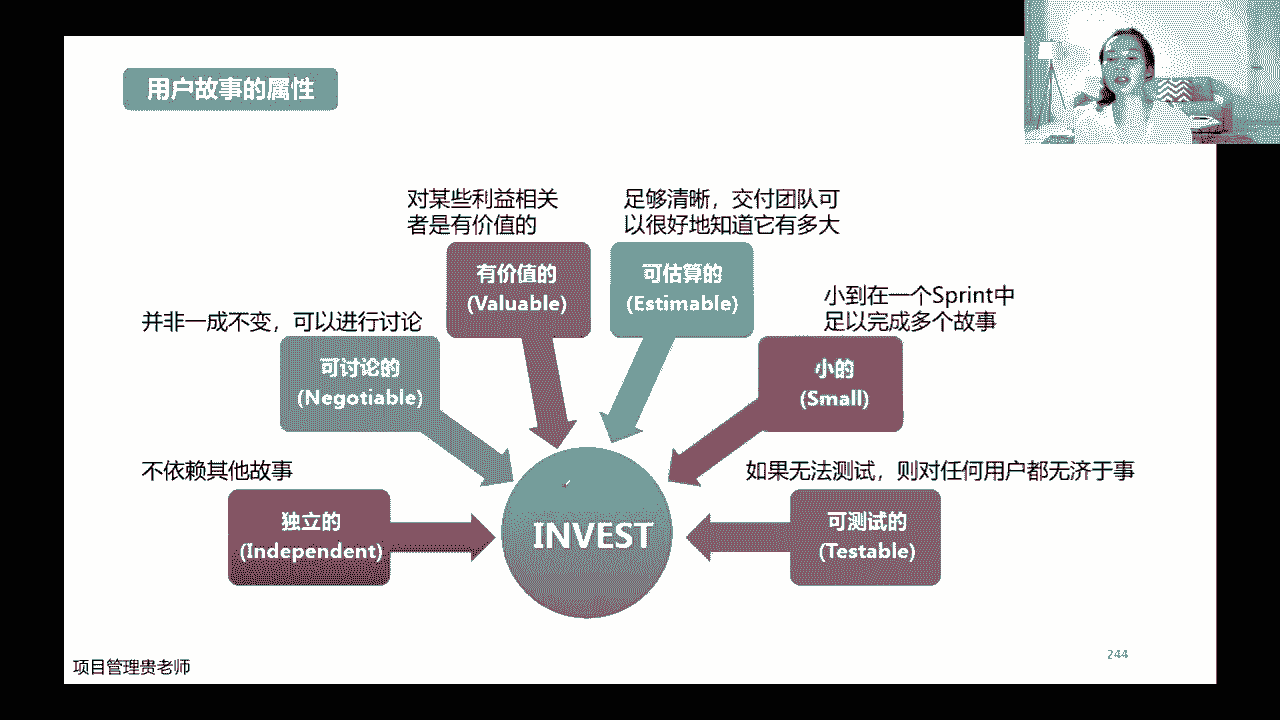 用户故事的属性
对某些利益相关
者是有价值的
足够清晰，交付团队可
以很好地知道它有多大
有价值的
(Valuable)
可估算的
(Estimable)
小到在一个Sprint中
足以完成多个故事
并非一成不变，可以进行讨论
可讨论的
(Negotiable)
小的
(Small)
不依赖其他故事
如果无法测试，则对任何用户都无济于事
独立的
(Independent)
INVEST
可测试的
(Testable)
项目管理贵老师
244